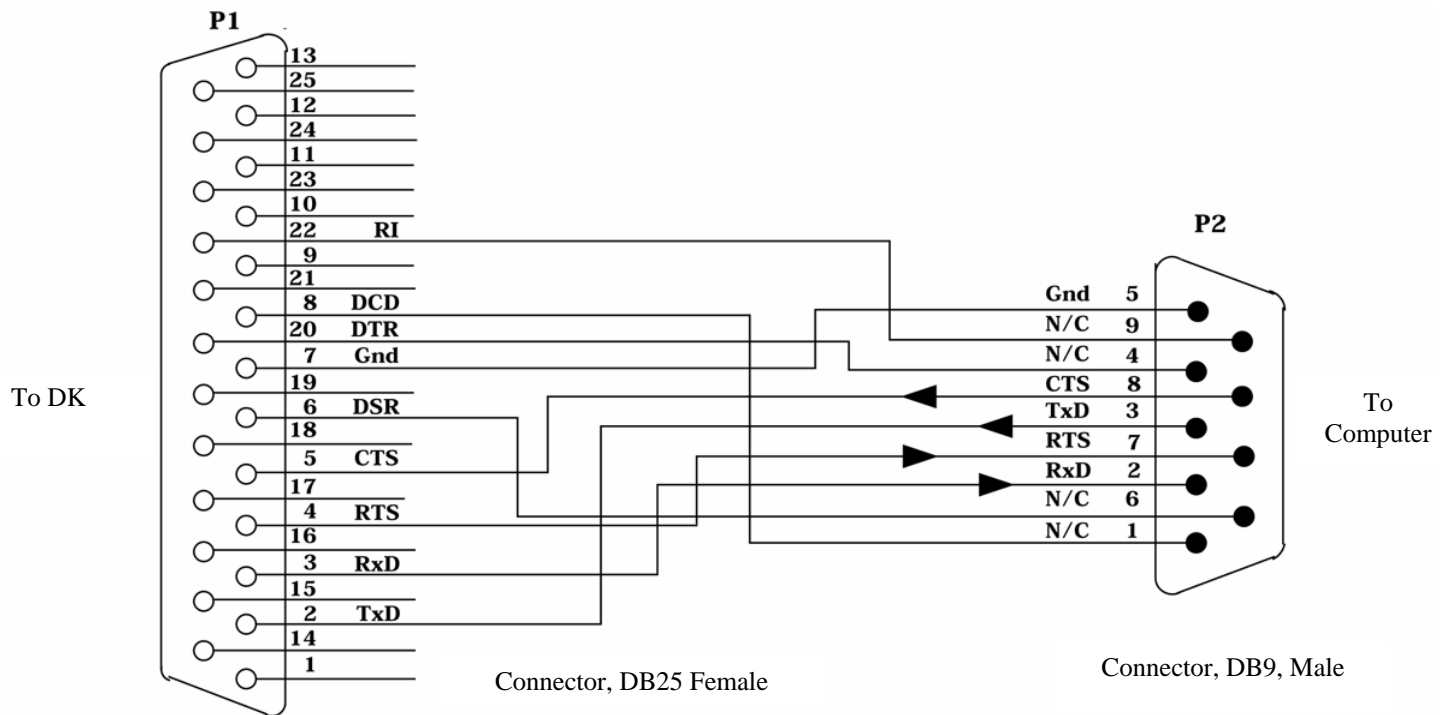 P1
13
25
12
24
11
23
10
22 RI
9
21
8 DCD
20 DTR
7 Gnd
19
6 DSR
18
5 CTS
17
4 RTS
16
3 RxD
15
2 TxD
14
1
To DK
Connector, DB25 Female
P2
Gnd 5
N/C 9
N/C 4
CTS 8
TxD 3
RTS 7
RxD 2
N/C 6
N/C 1
To
Computer
Connector, DB9, Male